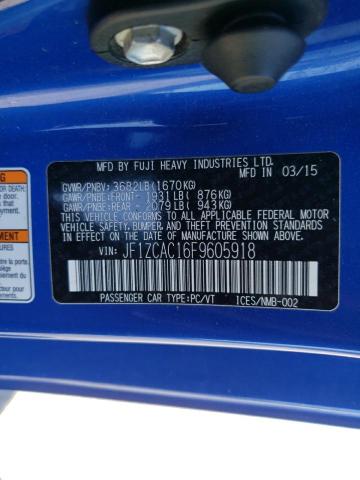 MFD BY FUJI HEAVY INDUSTRIES LTD.
MFD. IN 03/15
GVWR/PNBV: 3682LB(1670KG)
GAWR/PNBE:FRONT- 1931LB( 876KG)
GAWR/PNBE:REAR - 2079LB( 943KG)
THIS VEHICLE CONFORMS TO ALL APPLICABLE FEDERAL MOTOR
VEHICLE SAFETY, BUMPER, AND THEFT PREVENTION
STANDARDS IN EFFECT ON THE DATE OF MANUFACTURE
SHOWN ABOVE.
VIN: JF1ZCAC16F9605918
PASSENGER CAR TYPE:PC/VT ICES/NMB-002
OR DEATH.